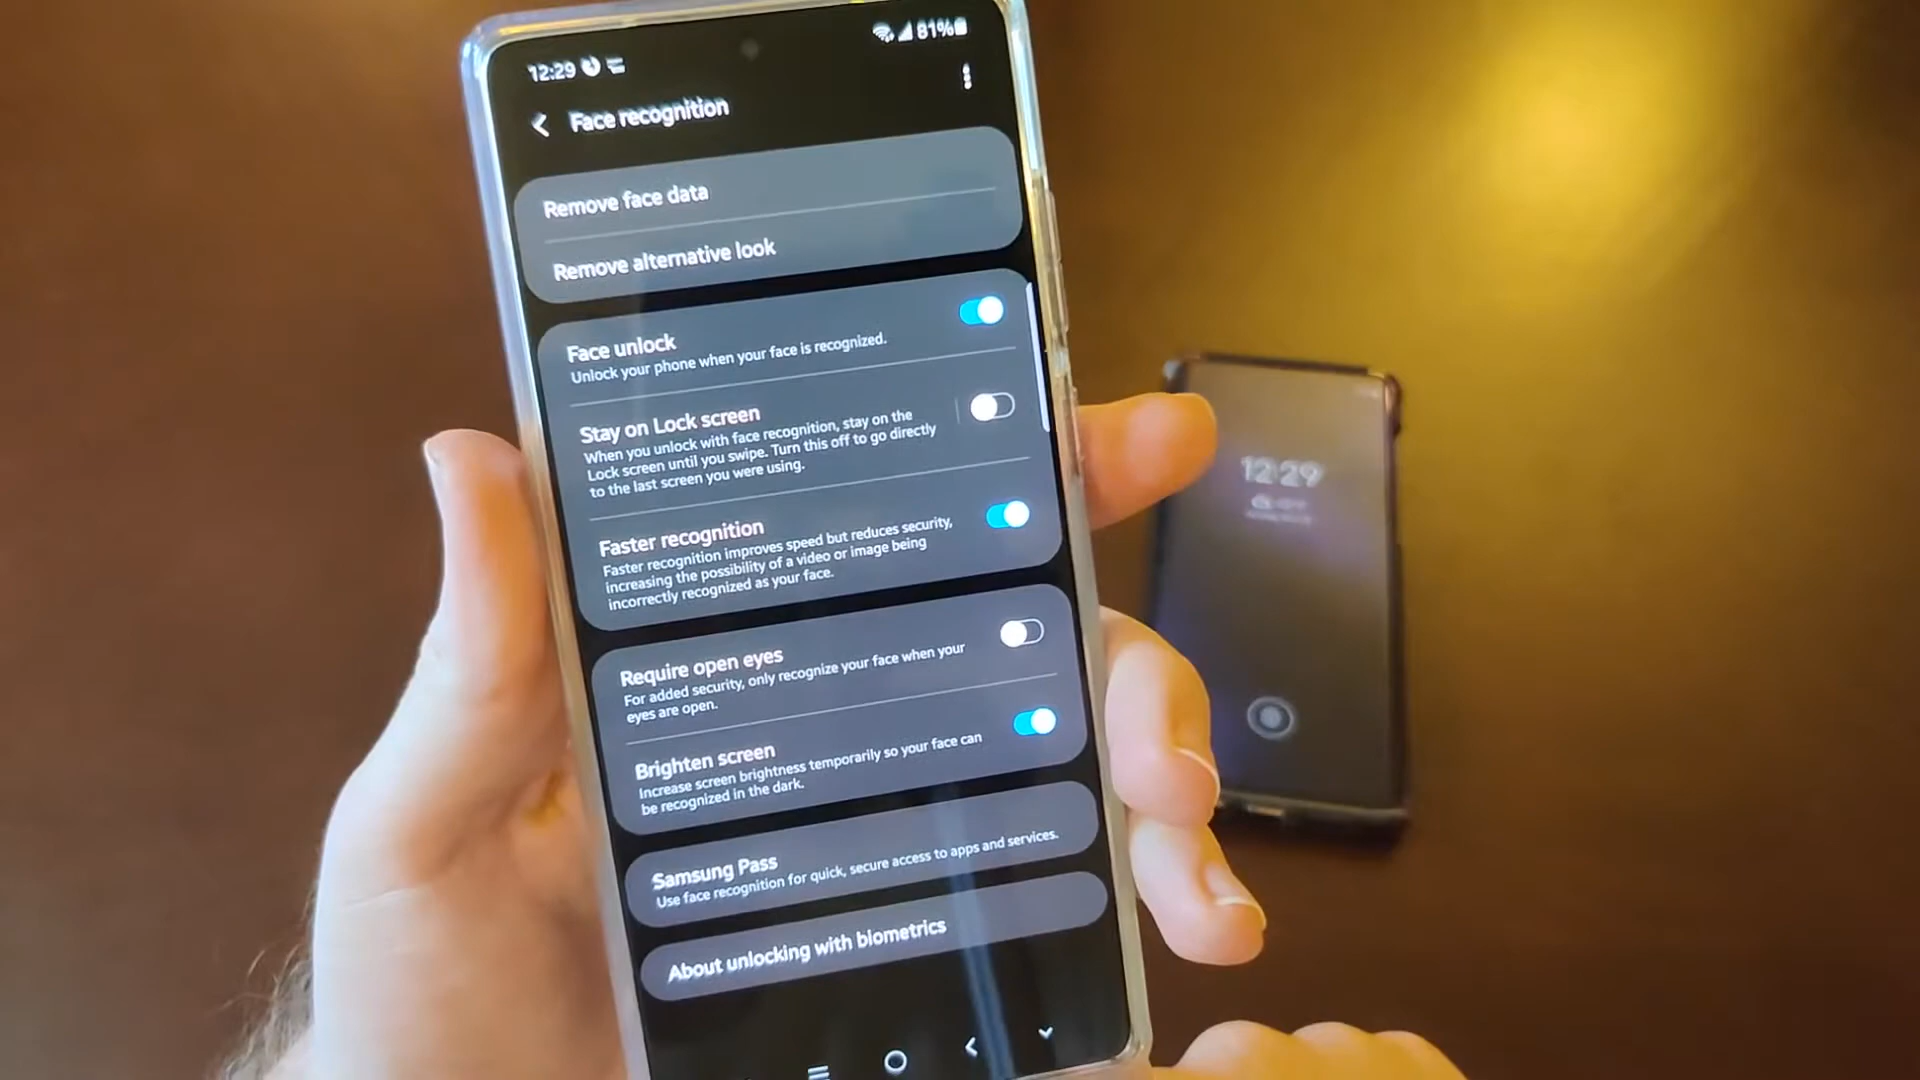 12:29
81%
Face recognition
Remove face data
Remove alternative look
Face unlock
Unlock your phone when your face is recognized.
Stay on Lock screen
When you unlock with face recognition, stay on the
Lock screen until you swipe. Turn this off to go directly
to the last screen you were using.
Faster recognition
Faster recognition improves speed but reduces security,
increasing the possibility of a video or image being
incorrectly recognized as your face.
Require open eyes
For added security, only recognize your face when your
eyes are open.
Brighten screen
Increase screen brightness temporarily so your face can
be recognized in the dark.
Samsung Pass
Use face recognition for quick, secure access to apps and services.
About unlocking with biometrics
12:29